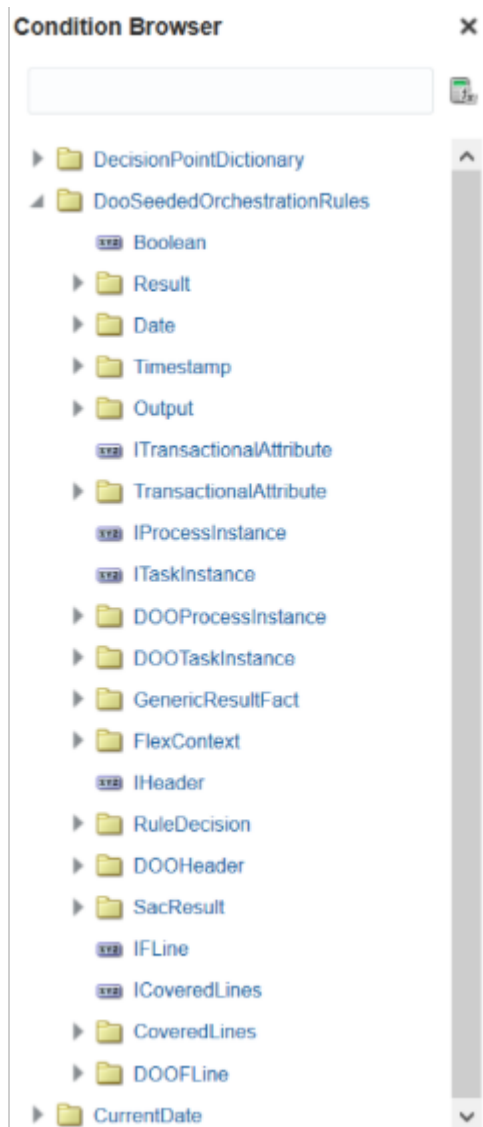 Condition Browser
DecisionPointDictionary
DooSeededOrchestrationRules
Boolean
Result
Date
Timestamp
Output
ITransactionalAttribute
TransactionalAttribute
IProcessInstance
ITaskInstance
DOOProcessInstance
DOOTaskInstance
GenericResultFact
FlexContext
IHeader
RuleDecision
DOOHeader
SacResult
IFLine
ICoveredLines
CoveredLines
DOOFLine
CurrentDate